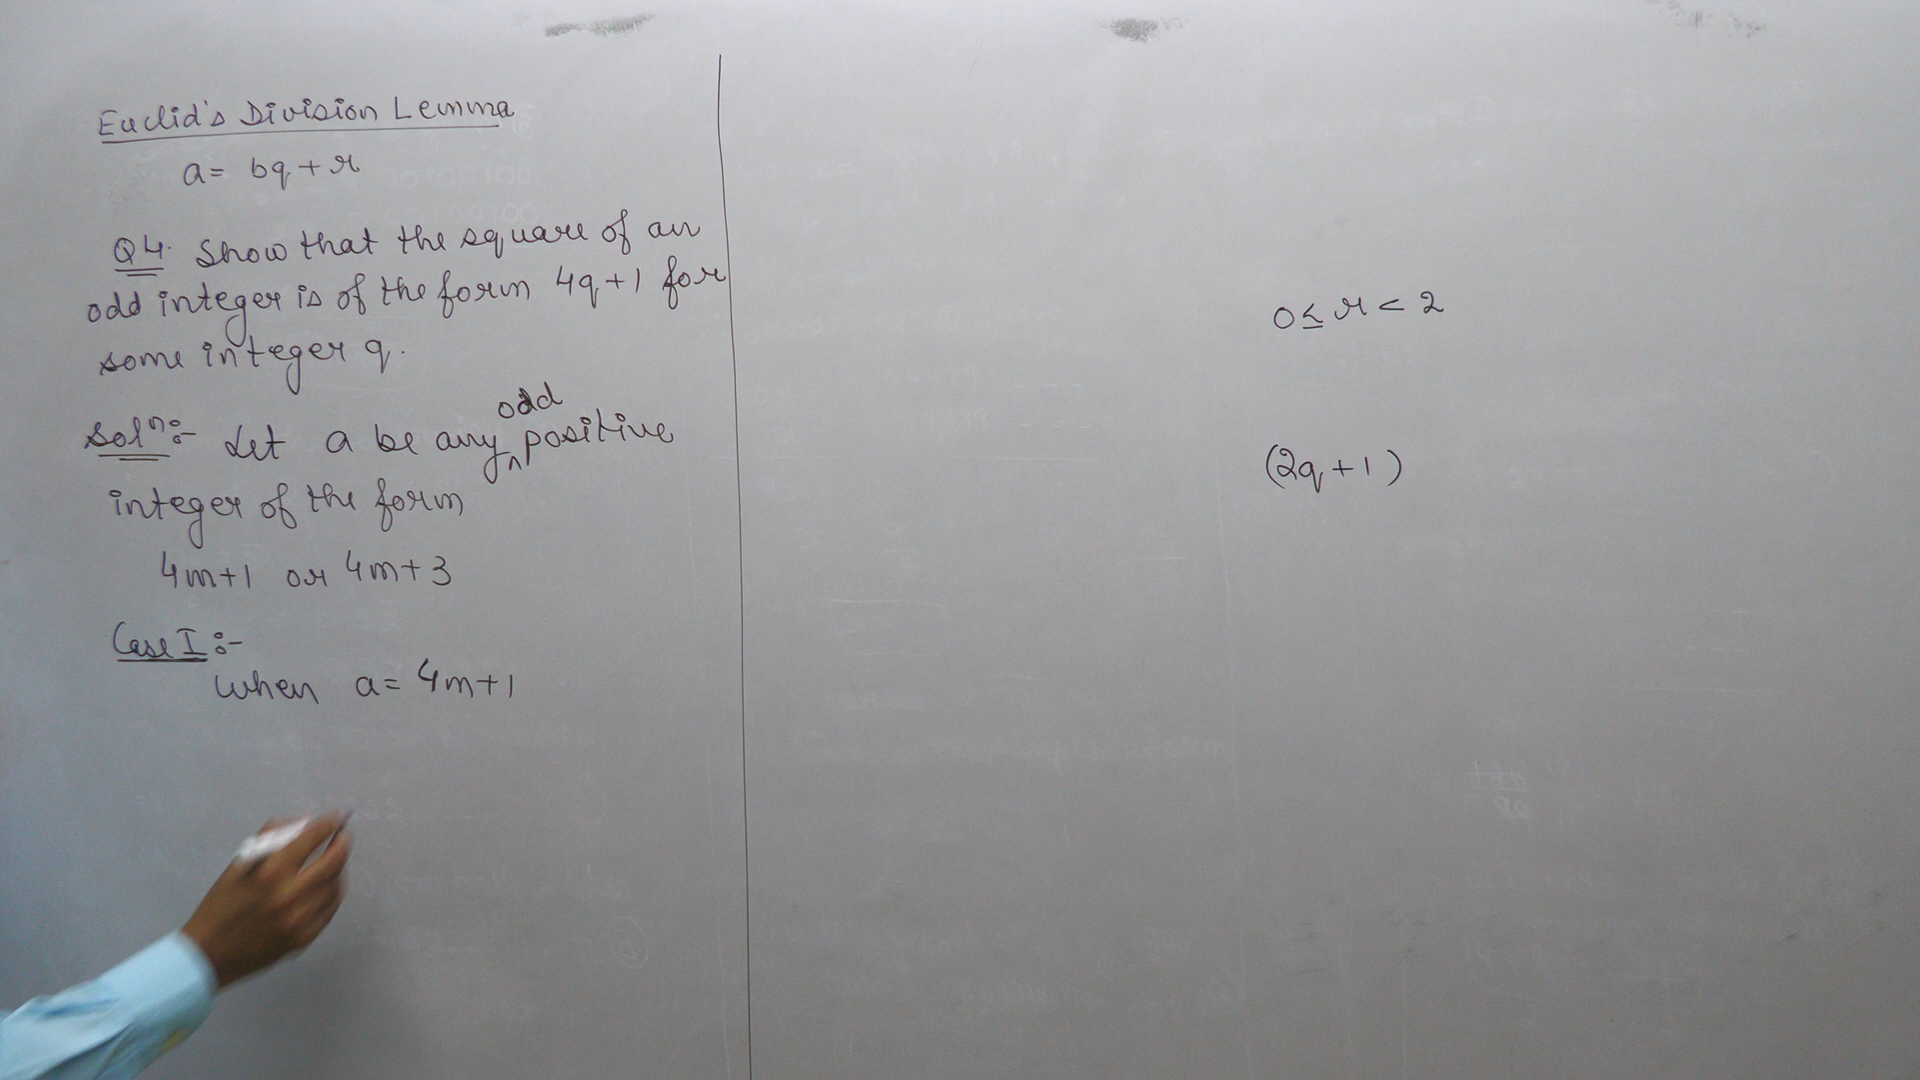 Euclid's Division Lemma
a = bq + r
Q4. Show that the square of an
odd integer is of the form 4q+1 for
some integer q.
odd
Solⁿ:- Let a be any ^ positive
integer of the form
4m+1 or 4m+3
Case I :-
When a = 4m+1
0 ≤ r < 2
(2q+1)